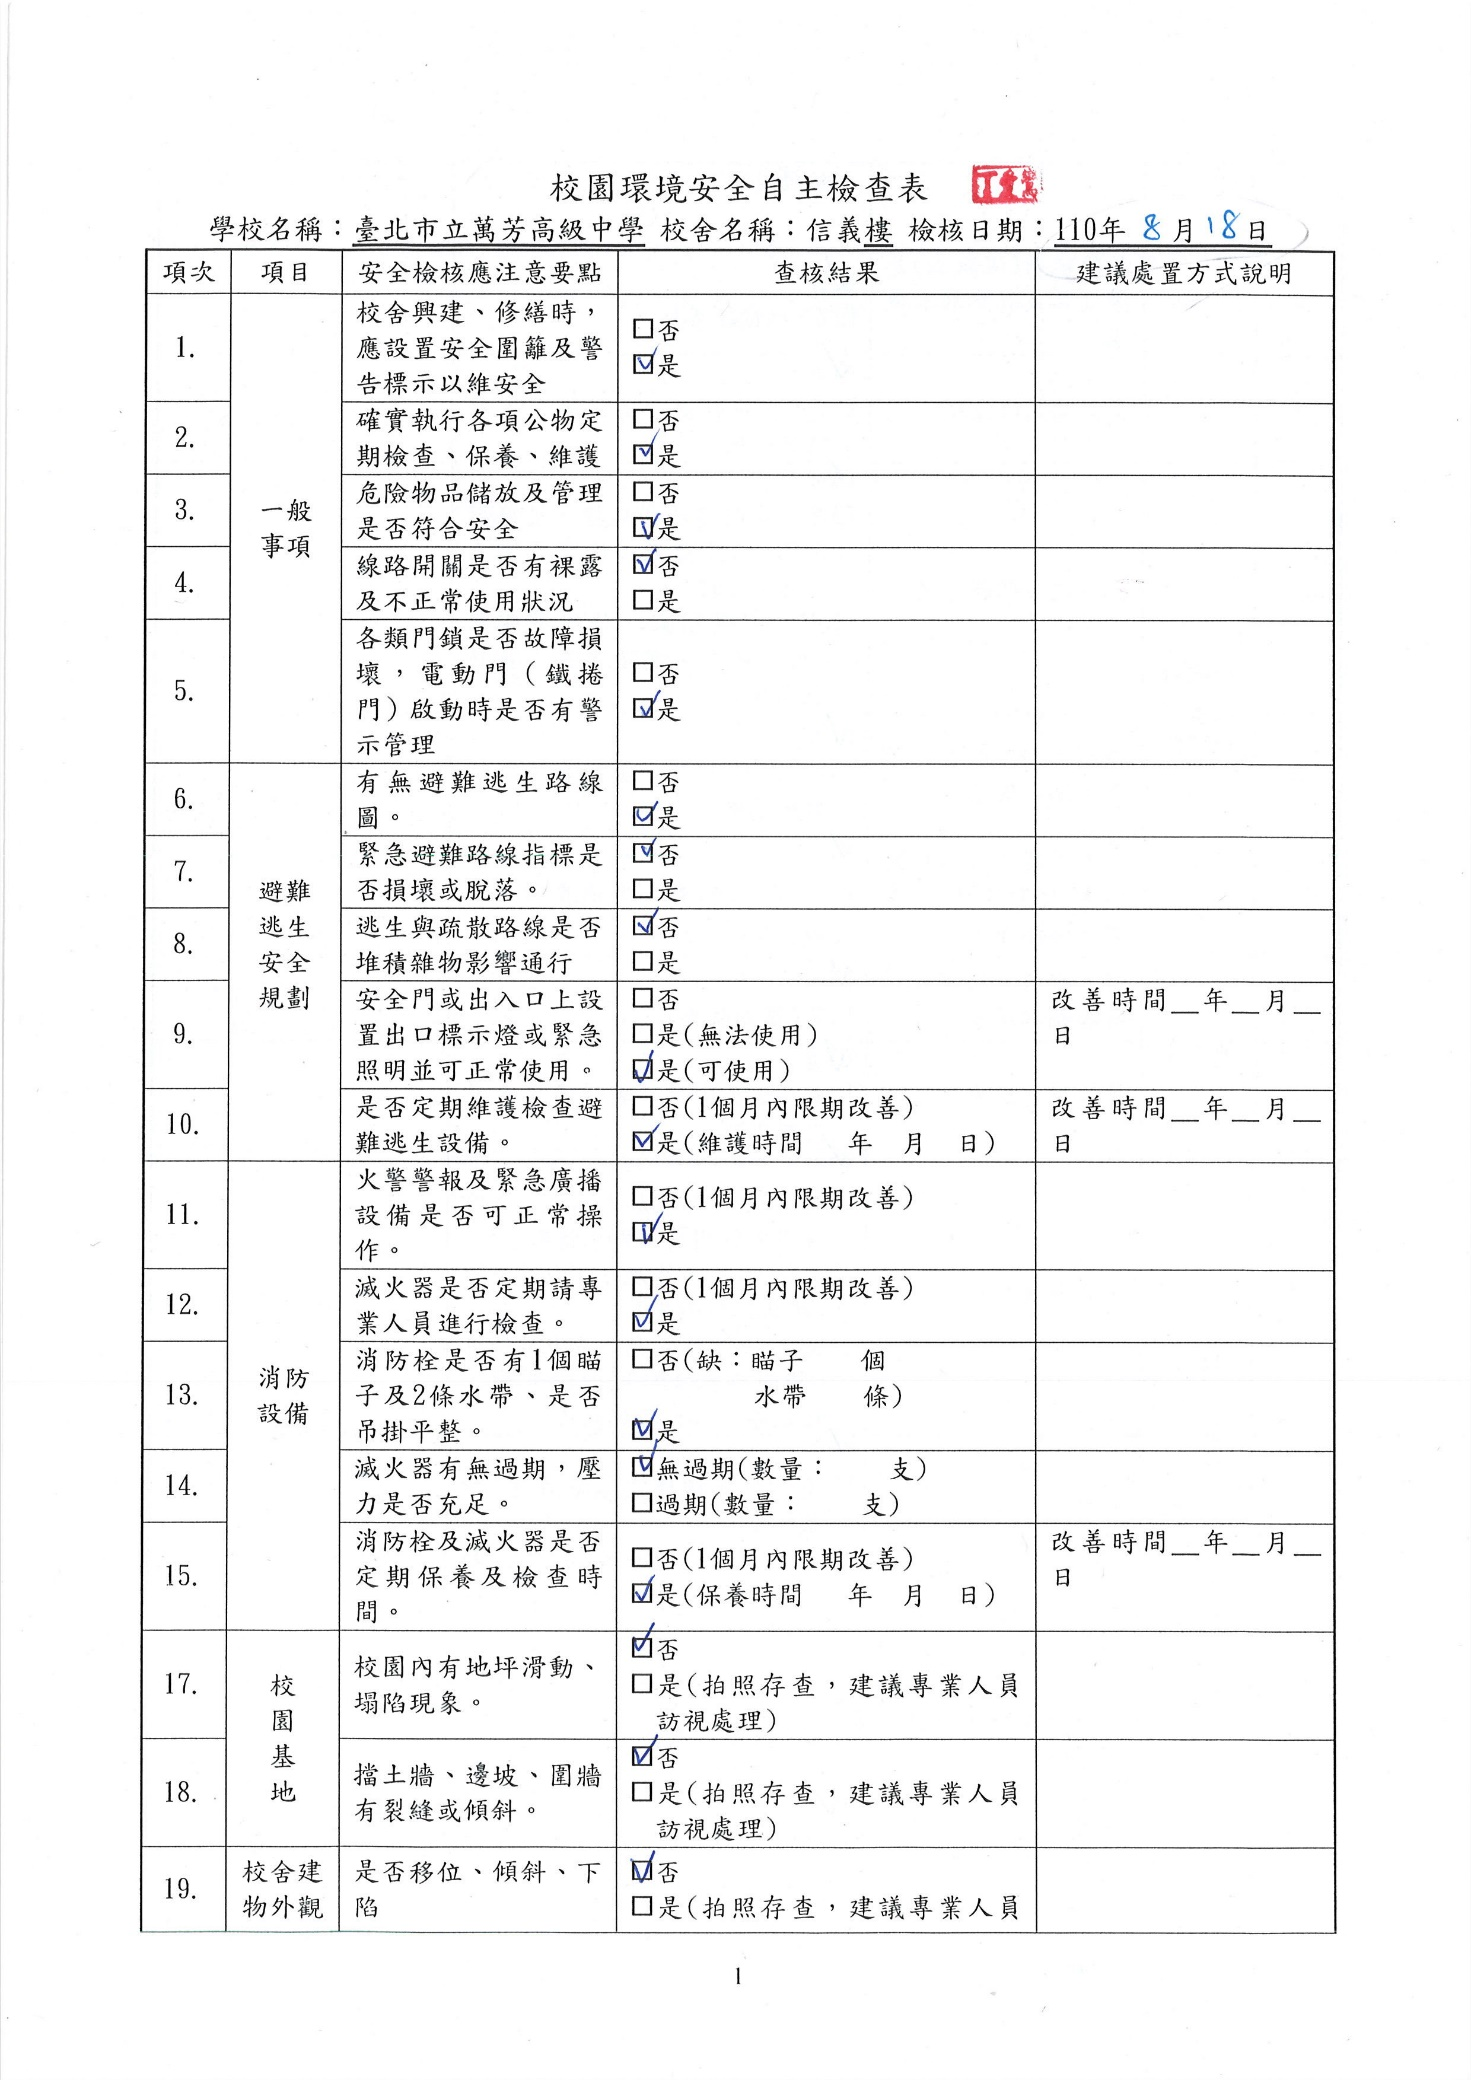 校園環境安全自主檢查表
學校名稱：臺北市立萬芳高級中學 校舍名稱：信義樓 檢核日期：110年 8 月 18 日
項次 項目 安全檢核應注意要點 查核結果 建議處置方式說明
1.
一般
事項
校舍興建、修繕時，
應設置安全圍籬及警
告標示以維安全
□否
☑是
2.
確實執行各項公物定
期檢查、保養、維護
□否
☑是
3.
危險物品儲放及管理
是否符合安全
□否
☑是
4.
線路開關是否有裸露
及不正常使用狀況
☑否
□是
5.
各類門鎖是否故障損
壞，電動門（鐵捲
門）啟動時是否有警
示管理
□否
☑是
6.
避難
逃生
安全
規劃
有無避難逃生路線
圖。
□否
☑是
7.
緊急避難路線指標是
否損壞或脫落。
☑否
□是
8.
逃生與疏散路線是否
堆積雜物影響通行
☑否
□是
9.
安全門或出入口上設
置出口標示燈或緊急
照明並可正常使用。
□否
□是(無法使用)
☑是(可使用)
改善時間__年__月__
日
10.
是否定期維護檢查避
難逃生設備。
□否(1個月內限期改善)
☑是(維護時間 年 月 日)
改善時間__年__月__
日
11.
消防
設備
火警警報及緊急廣播
設備是否可正常操
作。
□否(1個月內限期改善)
☑是
12.
滅火器是否定期請專
業人員進行檢查。
□否(1個月內限期改善)
☑是
13.
消防栓是否有1個瞄
子及2條水帶、是否
吊掛平整。
□否(缺：瞄子 個
水帶 條)
☑是
14.
滅火器有無過期，壓
力是否充足。
☑無過期(數量： 支)
□過期(數量： 支)
15.
消防栓及滅火器是否
定期保養及檢查時
間。
□否(1個月內限期改善)
☑是(保養時間 年 月 日)
改善時間__年__月__
日
17.
校
園
基
地
校園內有地坪滑動、
塌陷現象。
☑否
□是(拍照存查，建議專業人員
訪視處理)
18.
擋土牆、邊坡、圍牆
有裂縫或傾斜。
☑否
□是(拍照存查，建議專業人員
訪視處理)
19.
校舍建
物外觀
是否移位、傾斜、下
陷
☑否
□是(拍照存查，建議專業人員
1